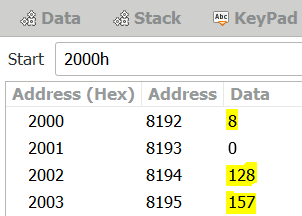 Data Stack Abc KeyPad
Start 2000h
Address (Hex) Address Data
2000 8192 8
2001 8193 0
2002 8194 128
2003 8195 157